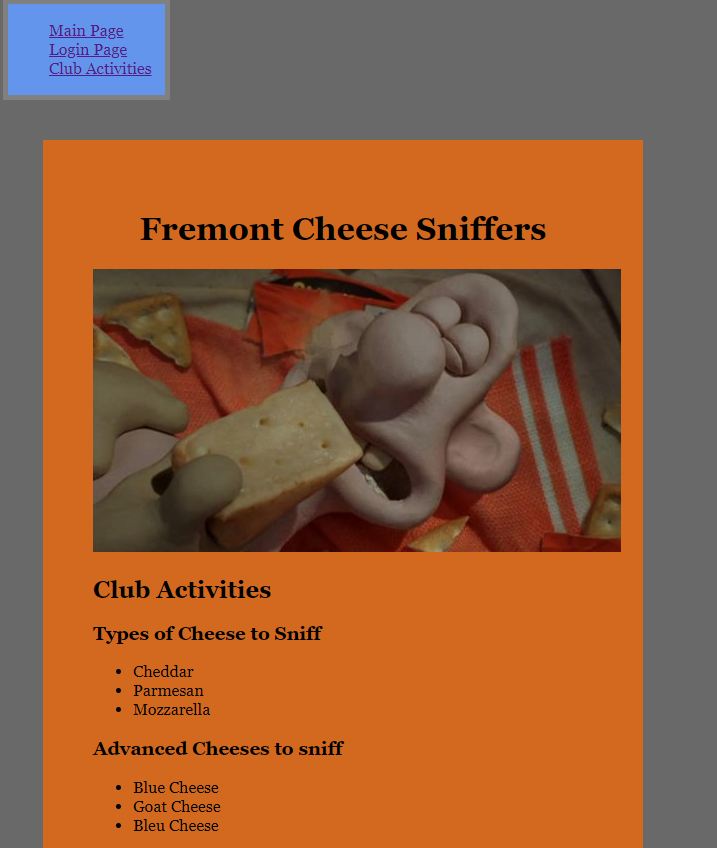 Main Page
Login Page
Club Activities
Fremont Cheese Sniffers
Club Activities
Types of Cheese to Sniff
Cheddar
Parmesan
Mozzarella
Advanced Cheeses to sniff
Blue Cheese
Goat Cheese
Bleu Cheese